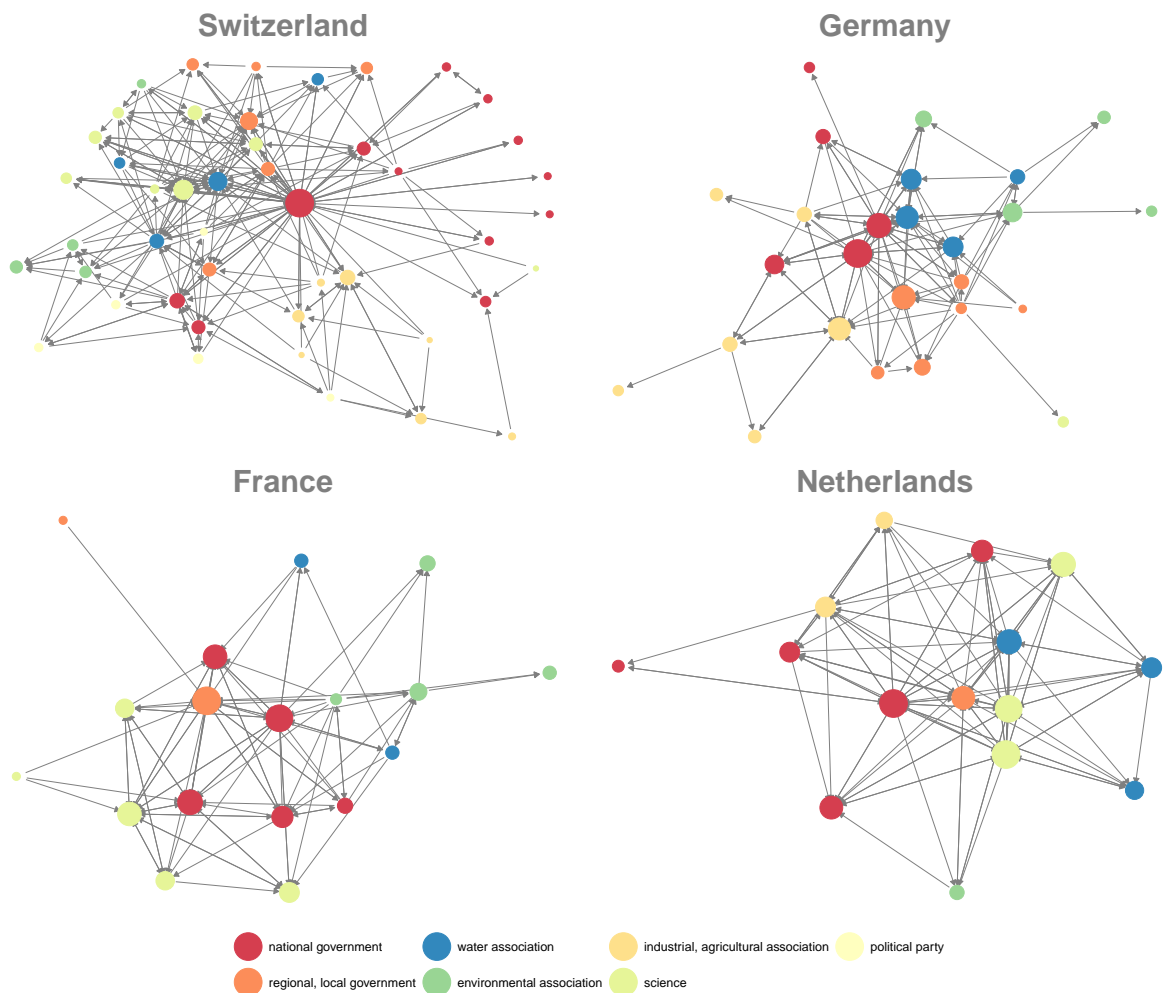 Switzerland
Germany
France
Netherlands
national government
water association
industrial, agricultural association
political party
regional, local government
environmental association
science